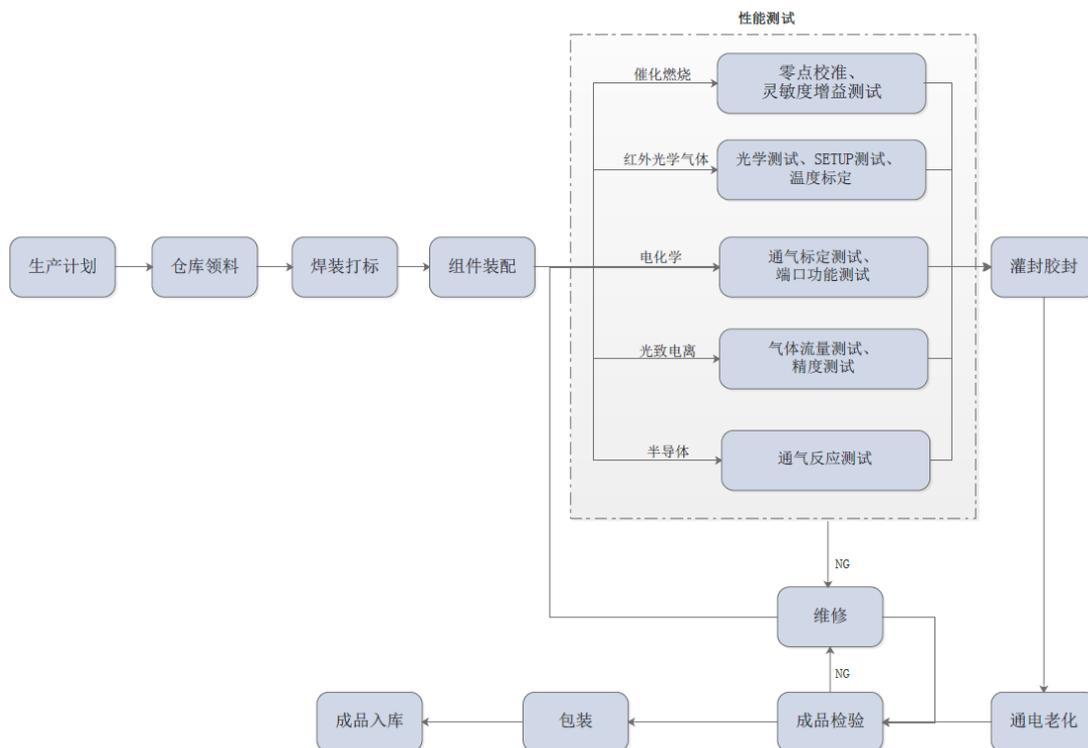 性能测试
催化燃烧
零点校准、
灵敏度增益测试
红外光学气体
光学测试、SETUP测试、
温度标定
生产计划
仓库领料
焊装打标
组件装配
电化学
通气标定测试、
端口功能测试
灌封胶封
光致电离
气体流量测试、
精度测试
半导体
通气反应测试
NG
维修
NG
成品入库
包装
成品检验
通电老化